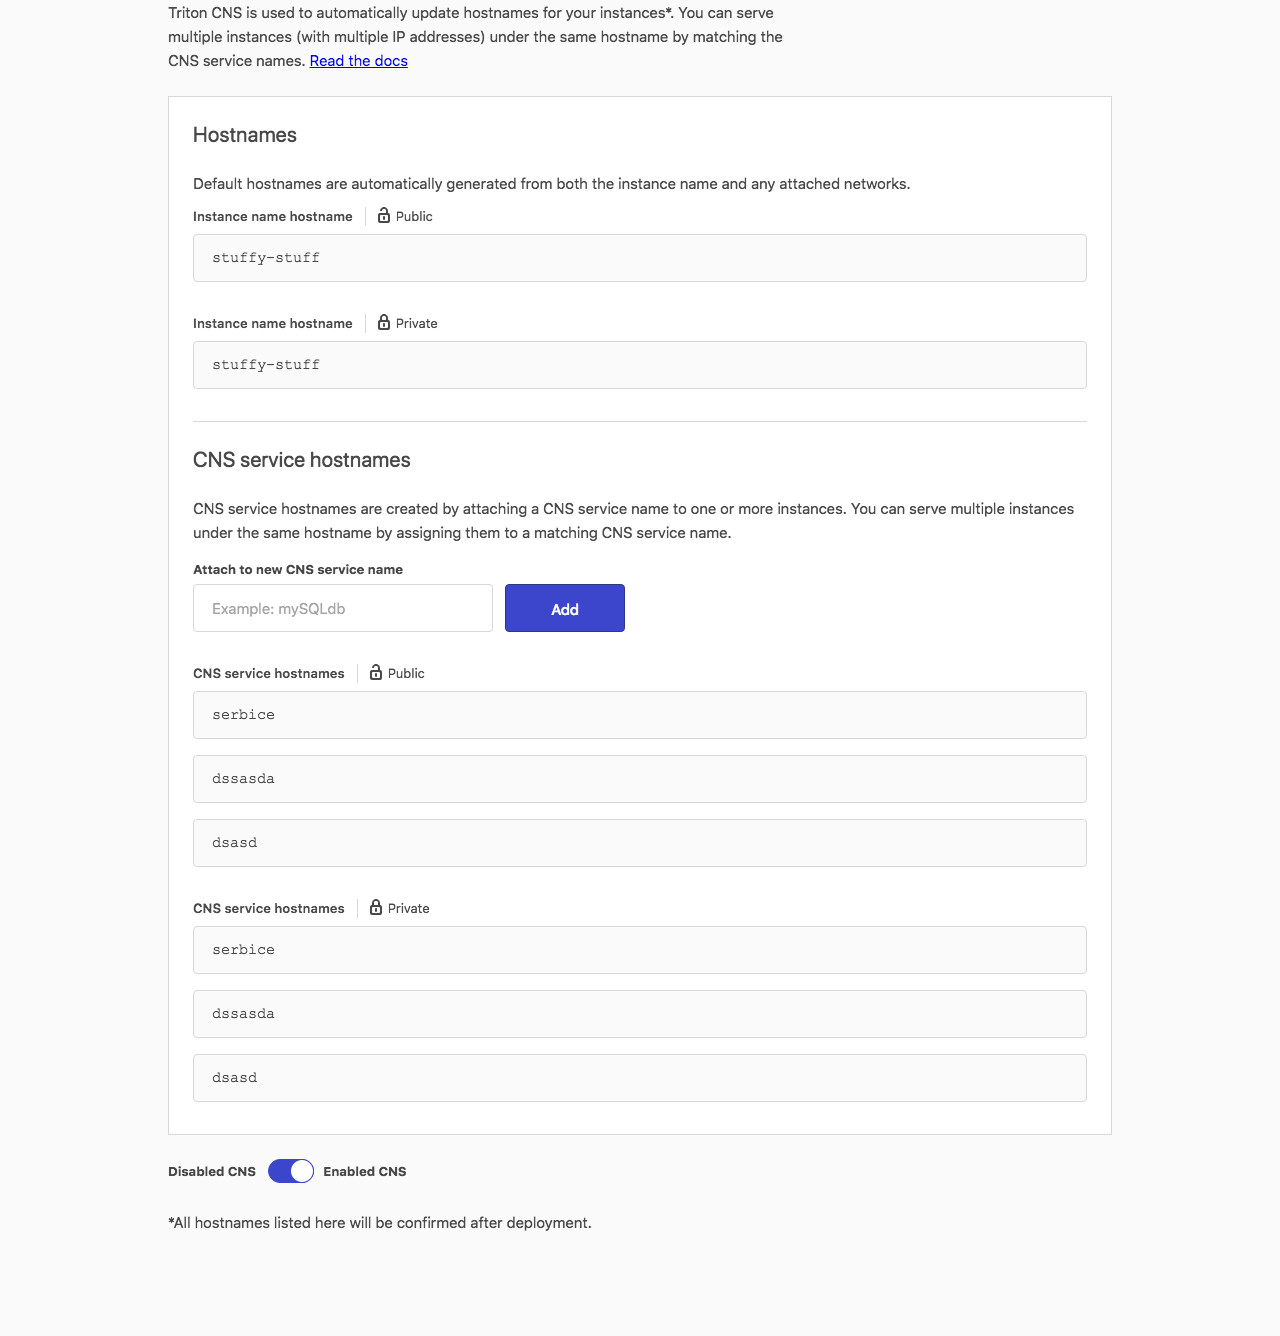 Triton CNS is used to automatically update hostnames for your instances*. You can serve
multiple instances (with multiple IP addresses) under the same hostname by matching the
CNS service names. Read the docs
Hostnames
Default hostnames are automatically generated from both the instance name and any attached networks.
Instance name hostname Public
stuffy-stuff
Instance name hostname Private
stuffy-stuff
CNS service hostnames
CNS service hostnames are created by attaching a CNS service name to one or more instances. You can serve multiple instances
under the same hostname by assigning them to a matching CNS service name.
Attach to new CNS service name
Example: mySQLdb Add
CNS service hostnames Public
serbice
dssasda
dsasd
CNS service hostnames Private
serbice
dssasda
dsasd
Disabled CNS Enabled CNS
*All hostnames listed here will be confirmed after deployment.